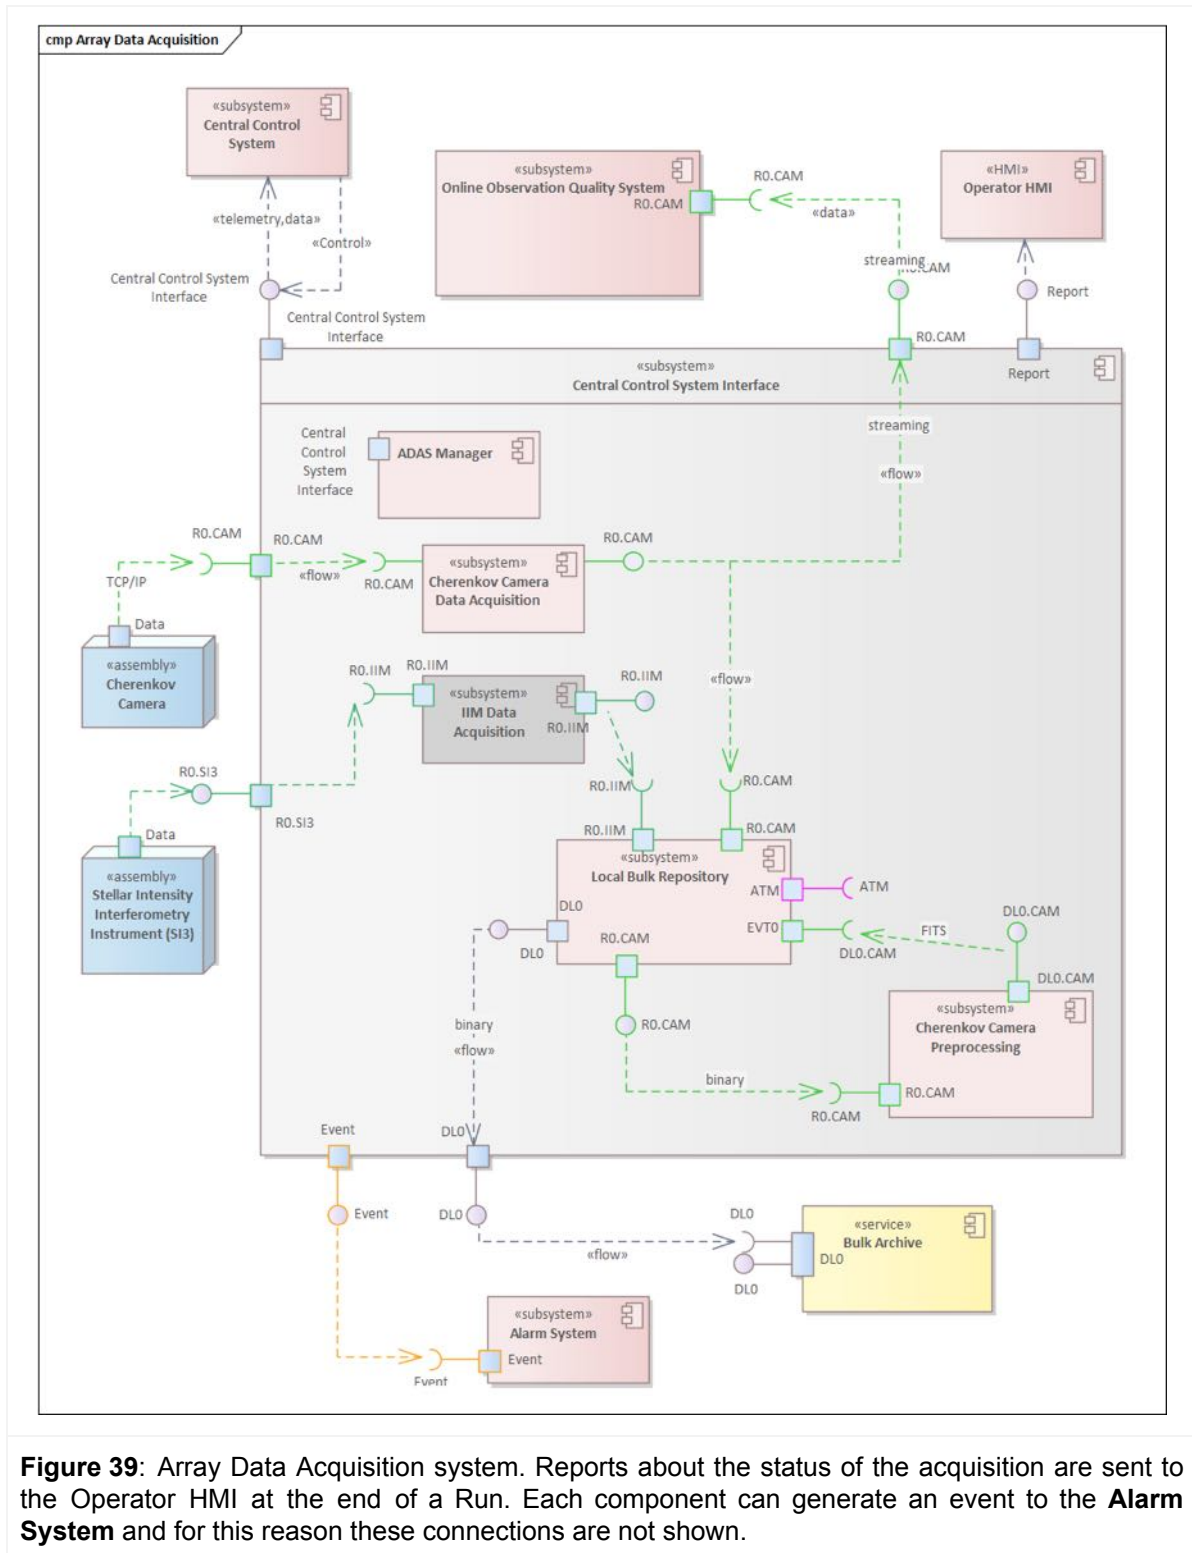 cmp Array Data Acquisition
«subsystem»
Central Control
System
«subsystem»
Online Observation Quality System
R0.CAM
R0.CAM
«data»
«HMI»
Operator HMI
«telemetry,data»
«Control»
streaming
Central Control System
Interface
Report
Central Control System
Interface
R0.CAM
«subsystem»
Central Control System Interface
Report
Central
Control
System
Interface
ADAS Manager
streaming
«flow»
R0.CAM
R0.CAM
R0.CAM
TCP/IP
«flow»
R0.CAM
«subsystem»
Cherenkov Camera
Data Acquisition
Data
«assembly»
Cherenkov
Camera
R0.IIM
R0.IIM
«subsystem»
IIM Data
Acquisition
R0.IIM
R0.IIM
«flow»
R0.SI3
R0.SI3
R0.IIM
R0.CAM
Data
R0.IIM
R0.CAM
«assembly»
Stellar Intensity
Interferometry
Instrument (SI3)
«subsystem»
Local Bulk Repository
ATM
ATM
DL0
DL0
EVT0
DL0.CAM
R0.CAM
FITS
DL0.CAM
DL0.CAM
«subsystem»
Cherenkov Camera
Preprocessing
R0.CAM
binary
«flow»
binary
R0.CAM
R0.CAM
Event
DL0
Event
DL0
DL0
«flow»
«service»
Bulk Archive
DL0
DL0
«subsystem»
Alarm System
Event
Event
Figure 39: Array Data Acquisition system. Reports about the status of the acquisition are sent to
the Operator HMI at the end of a Run. Each component can generate an event to the Alarm
System and for this reason these connections are not shown.